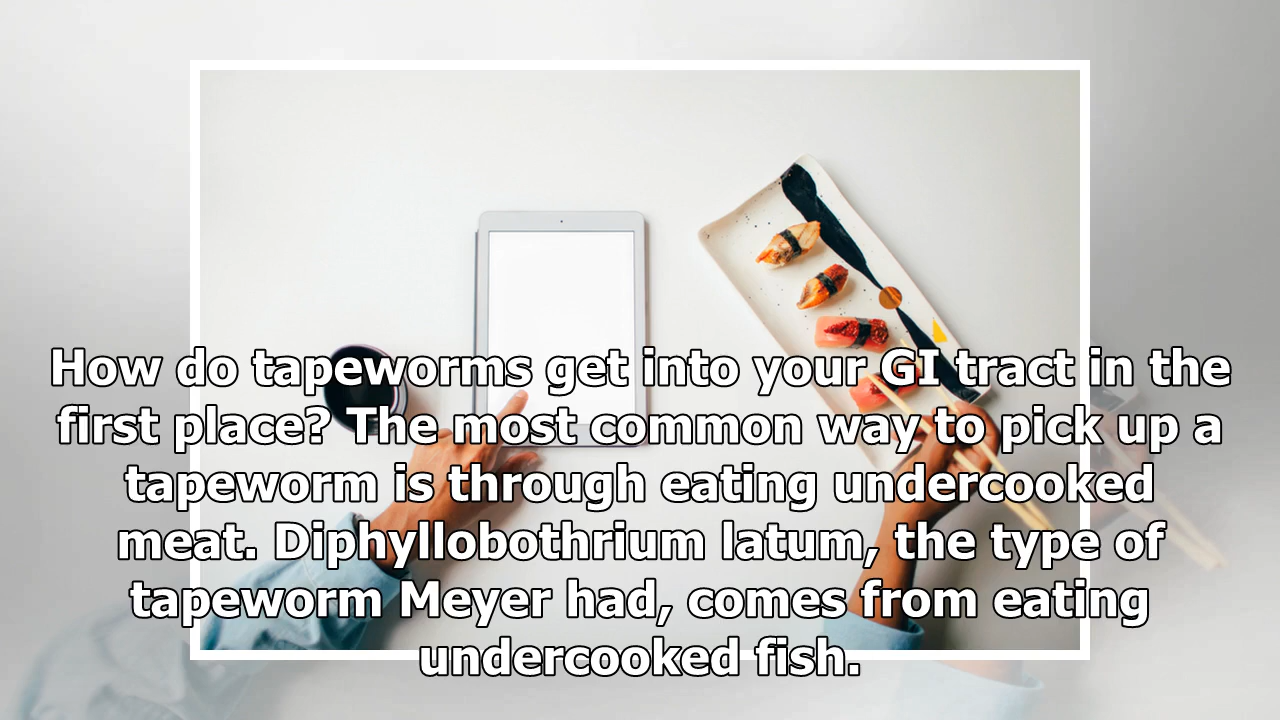 How do tapeworms get into your GI tract in the
first place? The most common way to pick up a
tapeworm is through eating undercooked
meat. Diphyllobothrium latum, the type of
tapeworm Meyer had, comes from eating
undercooked fish.